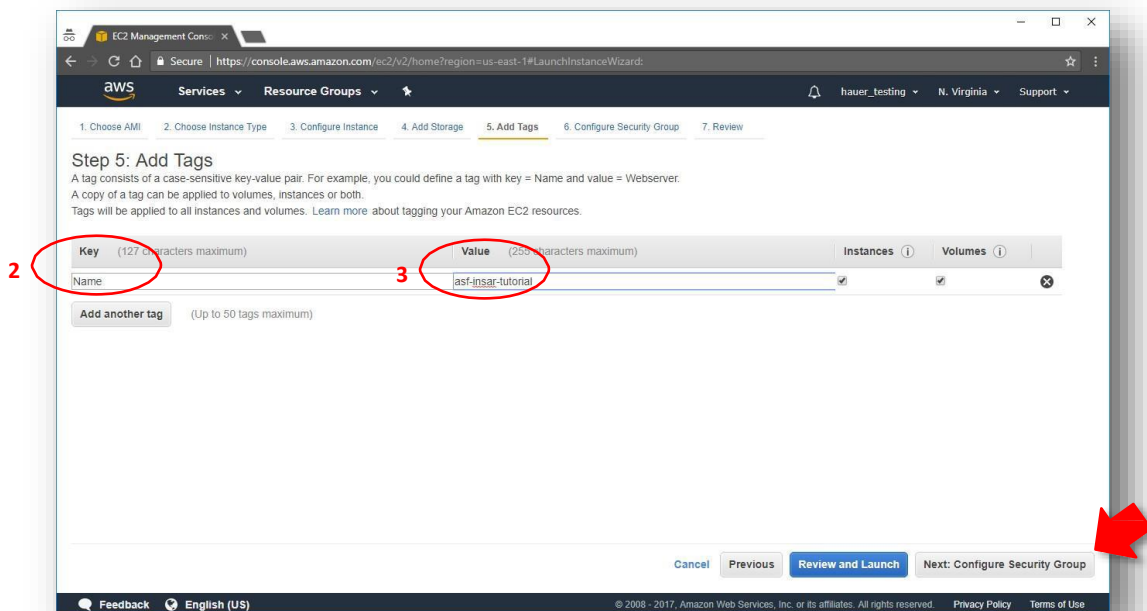 EC2 Management Conso
Secure | https://console.aws.amazon.com/ec2/v2/home?region=us-east-1#LaunchInstanceWizard:
aws Services Resource Groups hauer_testing N. Virginia Support
1. Choose AMI 2. Choose Instance Type 3. Configure Instance 4. Add Storage 5. Add Tags 6. Configure Security Group 7. Review
Step 5: Add Tags
A tag consists of a case-sensitive key-value pair. For example, you could define a tag with key = Name and value = Webserver.
A copy of a tag can be applied to volumes, instances or both.
Tags will be applied to all instances and volumes. Learn more about tagging your Amazon EC2 resources.
Key (127 characters maximum) Value (255 characters maximum) Instances Volumes
2 3
Name asf-insar-tutorial
Add another tag (Up to 50 tags maximum)
Cancel Previous Review and Launch Next: Configure Security Group
Feedback English (US) © 2008 - 2017, Amazon Web Services, Inc. or its affiliates. All rights reserved. Privacy Policy Terms of Use